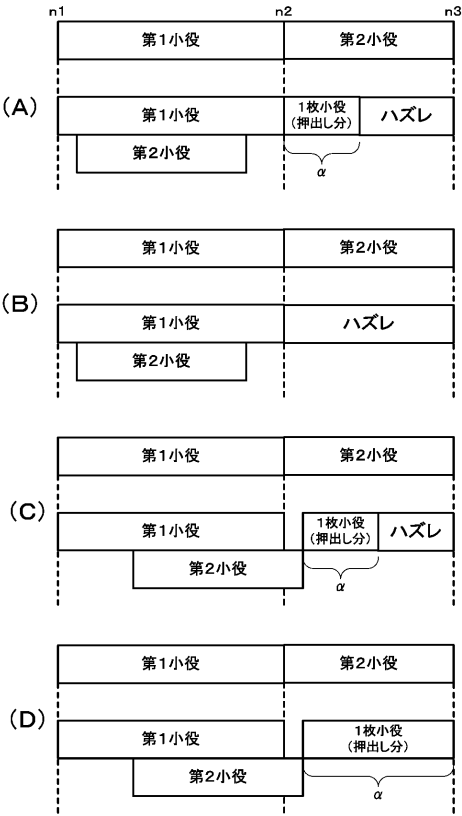 n1 n2 n3
第1小役 第2小役
(A)
第1小役 1枚小役 ハズレ
(押出し分)
第2小役
α
第1小役 第2小役
(B)
第1小役 ハズレ
第2小役
第1小役 第2小役
(C)
第1小役 1枚小役 ハズレ
(押出し分)
第2小役
α
第1小役 第2小役
(D)
第1小役 1枚小役
(押出し分)
第2小役
α